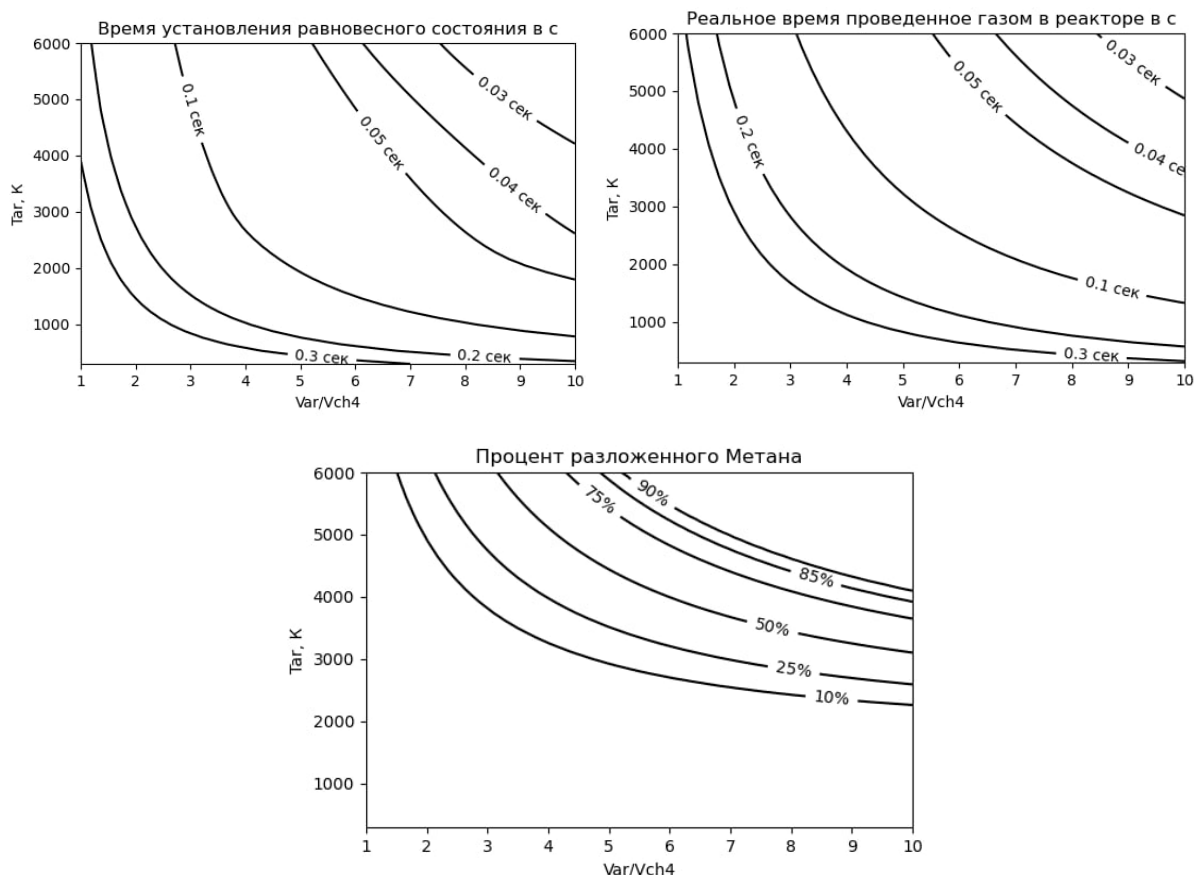 Время установления равновесного состояния в с
6000
5000
4000
3000
2000
1000
Tаг, K
0.1 сек
0.05 сек
0.03 сек
0.04 сек
0.3 сек
0.2 сек
1 2 3 4 5 6 7 8 9 10
Var/Vch4
Реальное время проведенное газом в реакторе в с
6000
5000
4000
3000
2000
1000
Tаг, K
0.2 сек
0.05 сек
0.03 сек
0.04 се
0.1 сек
0.3 сек
1 2 3 4 5 6 7 8 9 10
Var/Vch4
Процент разложенного Метана
6000
5000
4000
3000
2000
1000
Tаг, K
75%
90%
85%
50%
25%
10%
1 2 3 4 5 6 7 8 9 10
Var/Vch4